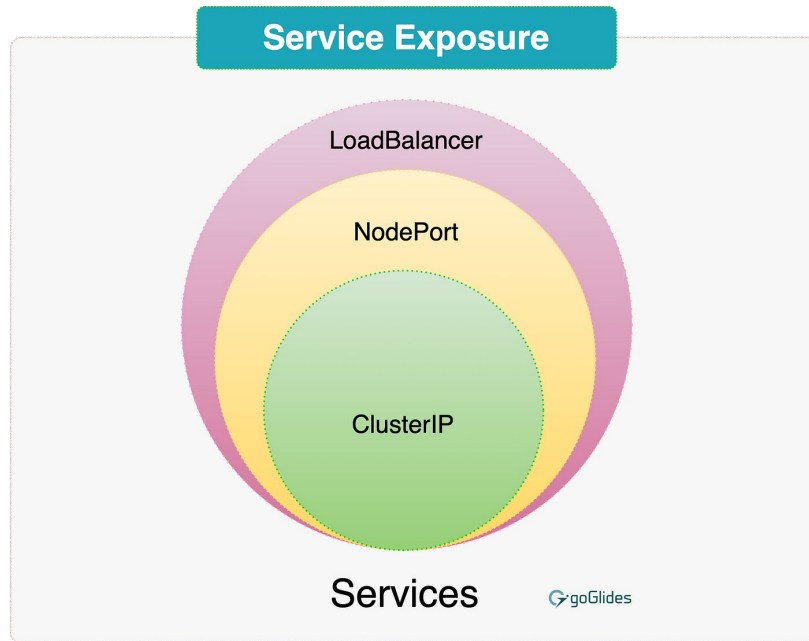 Service Exposure
LoadBalancer
NodePort
ClusterIP
Services
goGlides